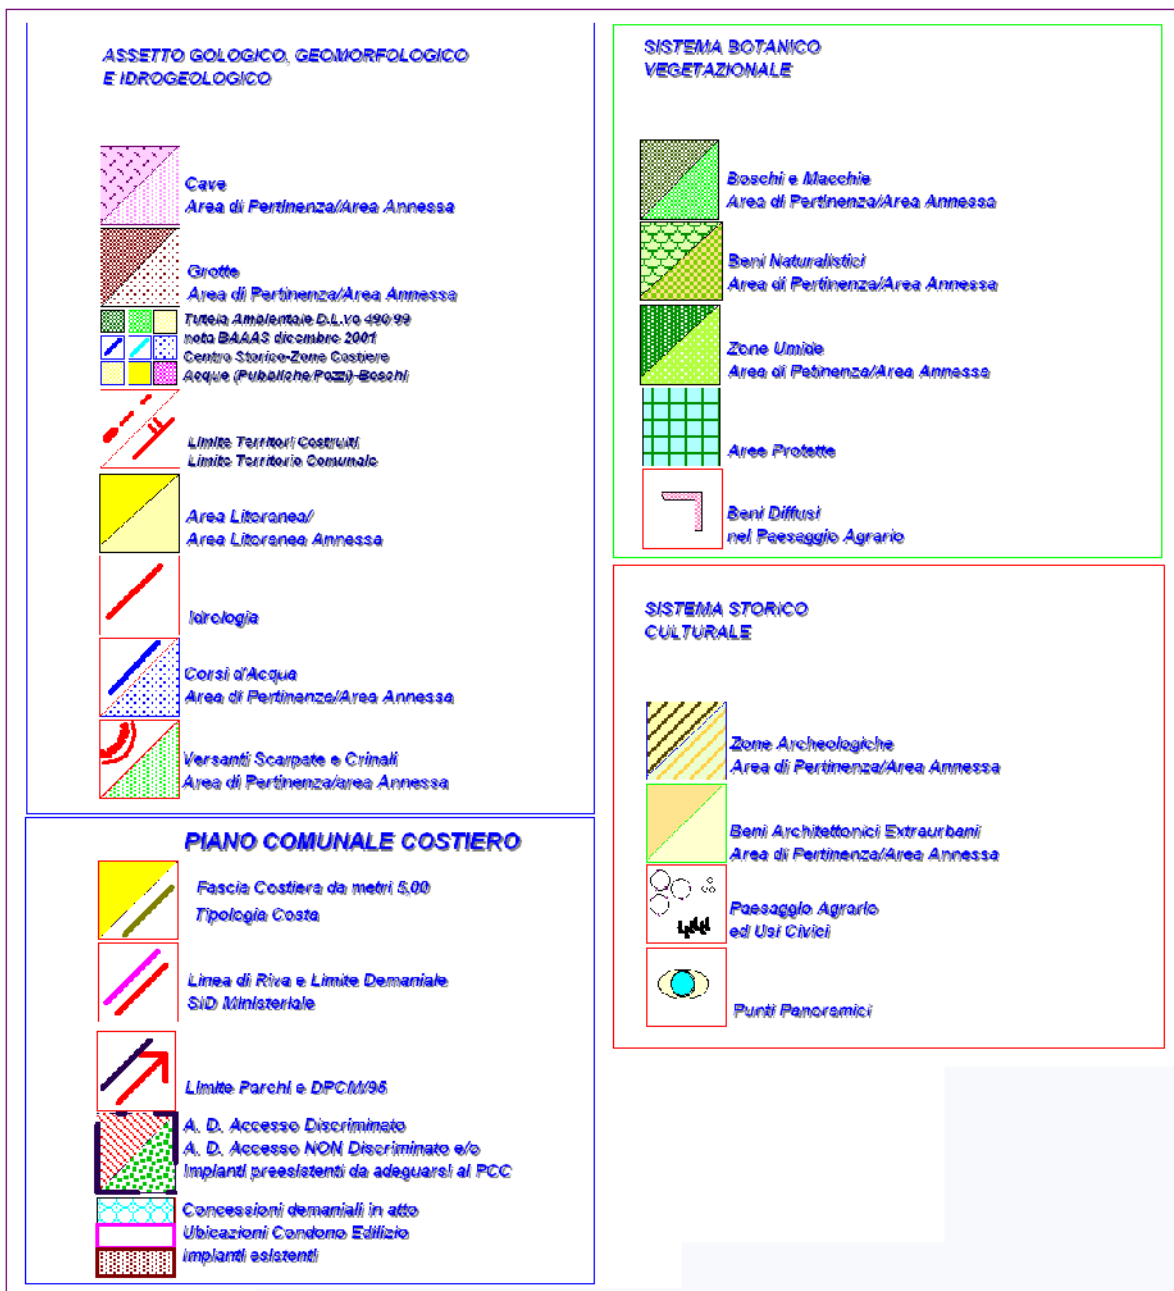 ASSETTO GOLOGICO, GEOMORFOLOGICO
E IDROGEOLOGICO
Cave
Area di Pertinenza/Area Annessa
Grotte
Area di Pertinenza/Area Annessa
Tutela Ambientale D.L.vo 490/99
nota BAAAS dicembre 2001
Centro Storico-Zone Costiere
Acque (Pubbliche/Pozzi)-Boschi
Limite Territori Costruiti
Limite Territorio Comunale
Area Litoranea/
Area Litoranea Annessa
Idrologia
Corsi d'Acqua
Area di Pertinenza/Area Annessa
Versanti Scarpate e Crinali
Area di Pertinenza/area Annessa
PIANO COMUNALE COSTIERO
Fascia Costiera da metri 5,00
Tipologia Costa
Linea di Riva e Limite Demaniale
SID Ministeriale
Limite Parchi e DPCM/95
A. D. Accesso Discriminato
A. D. Accesso NON Discriminato e/o
Impianti preesistenti da adeguarsi al PCC
Concessioni demaniali in atto
Ubicazioni Condono Edilizio
Impianti esistenti
SISTEMA BOTANICO
VEGETAZIONALE
Boschi e Macchie
Area di Pertinenza/Area Annessa
Beni Naturalistici
Area di Pertinenza/Area Annessa
Zone Umide
Area di Petinenza/Area Annessa
Aree Protette
Beni Diffusi
nel Paesaggio Agrario
SISTEMA STORICO
CULTURALE
Zone Archeologiche
Area di Pertinenza/Area Annessa
Beni Architettonici Extraurbani
Area di Pertinenza/Area Annessa
Paesaggio Agrario
ed Usi Civici
Punti Panoramici